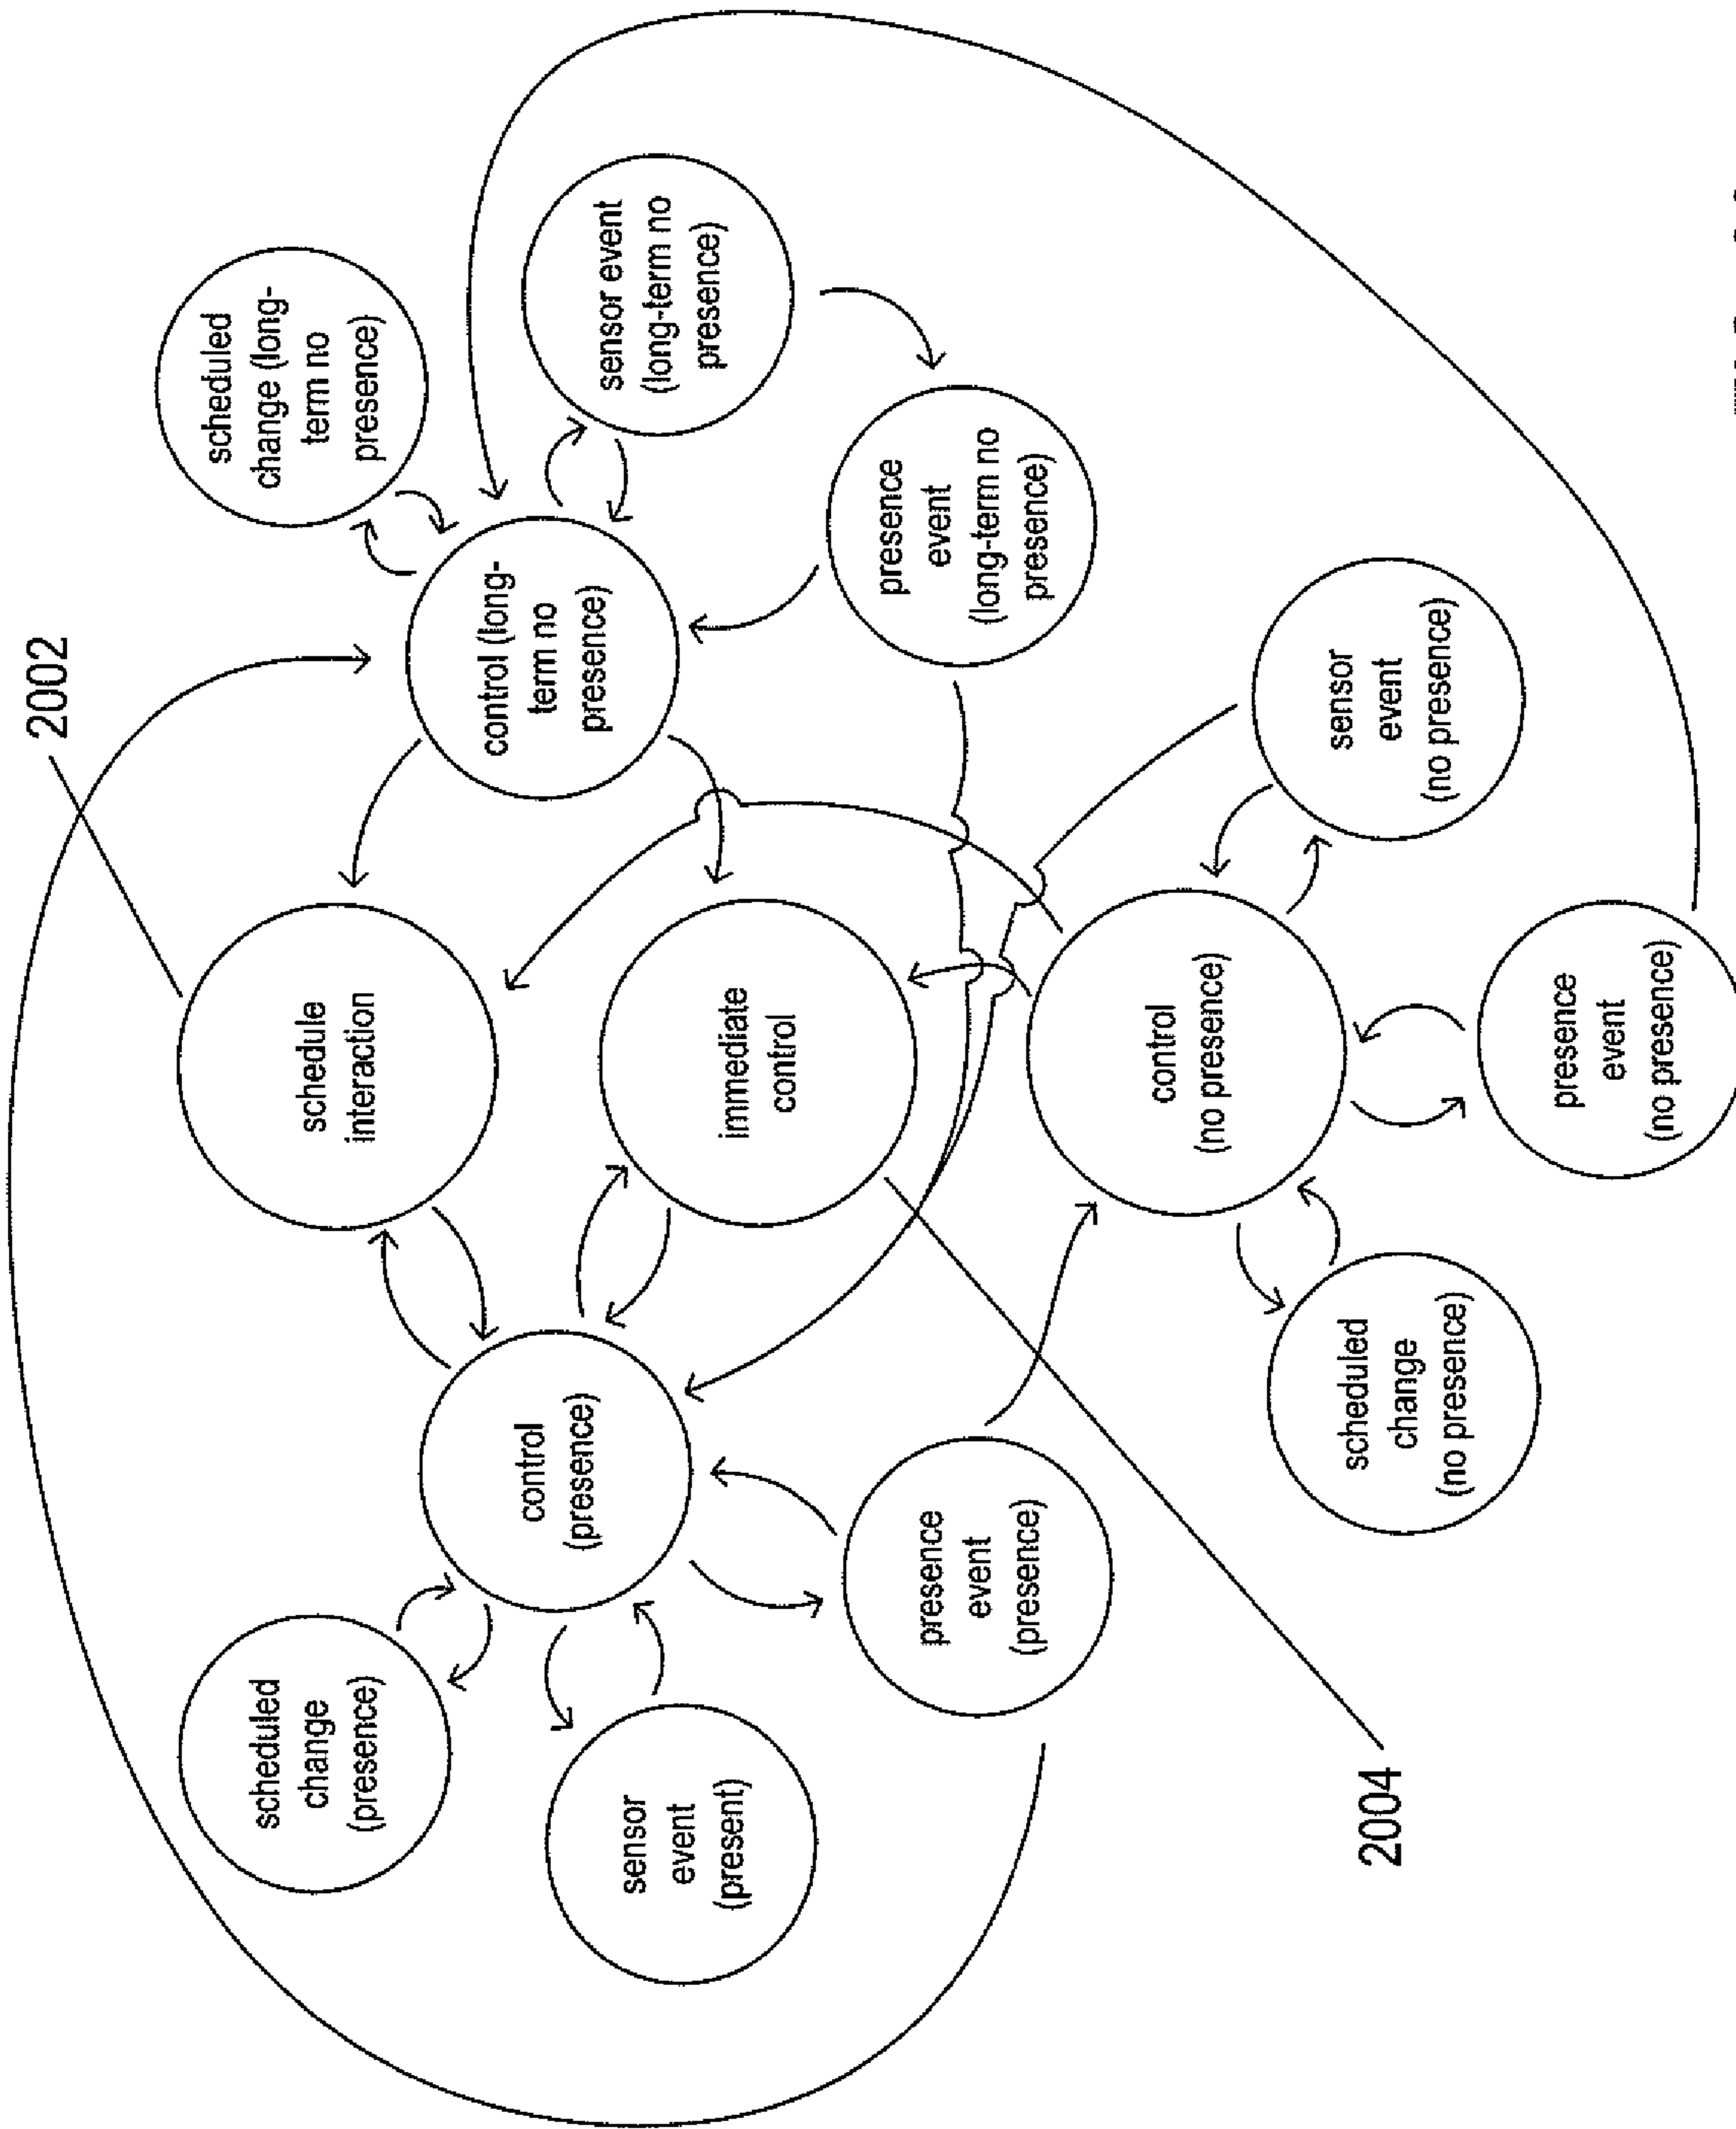 2002
schedule
interaction
scheduled
change (long-
term no
presence)
control (long-
term no
presence)
sensor event
(long-term no
presence)
presence
event
(long-term no
presence)
scheduled
change
(presence)
control
(presence)
sensor
event
(present)
immediate
control
presence
event
(presence)
control
(no presence)
sensor
event
(no presence)
presence
event
(no presence)
scheduled
change
(no presence)
2004